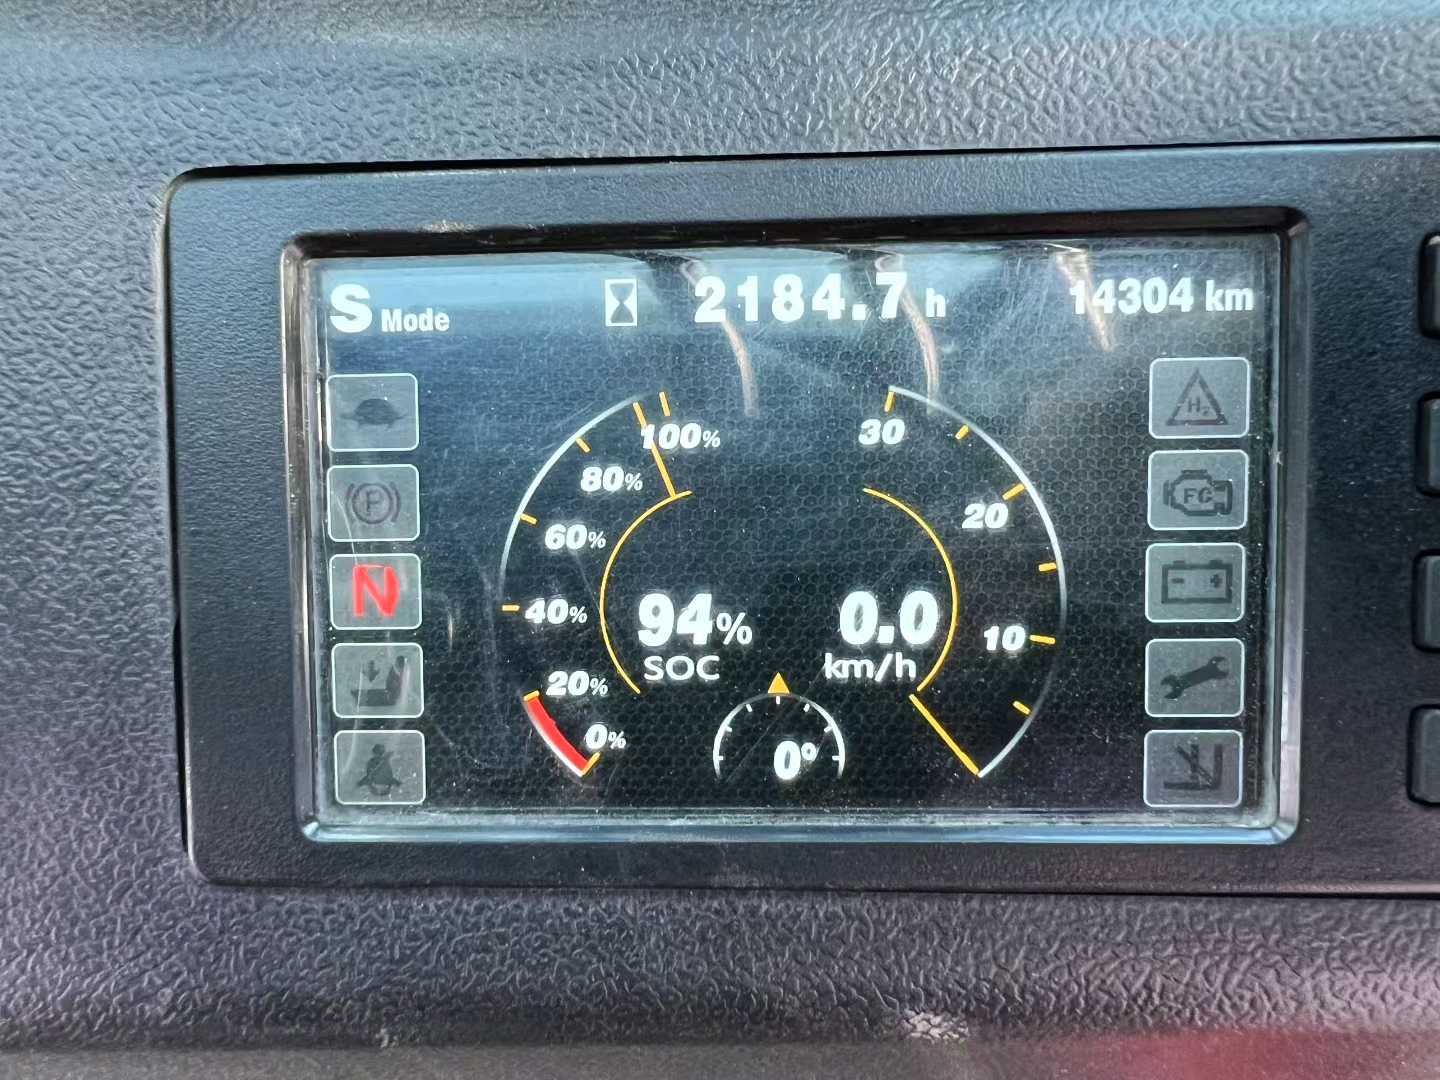 S Mode
2184.7 h
14304 km
H₂
P
FC
N
- +
100%
80%
60%
40%
20%
0%
94%
SOC
30
20
10
0.0
km/h
0°